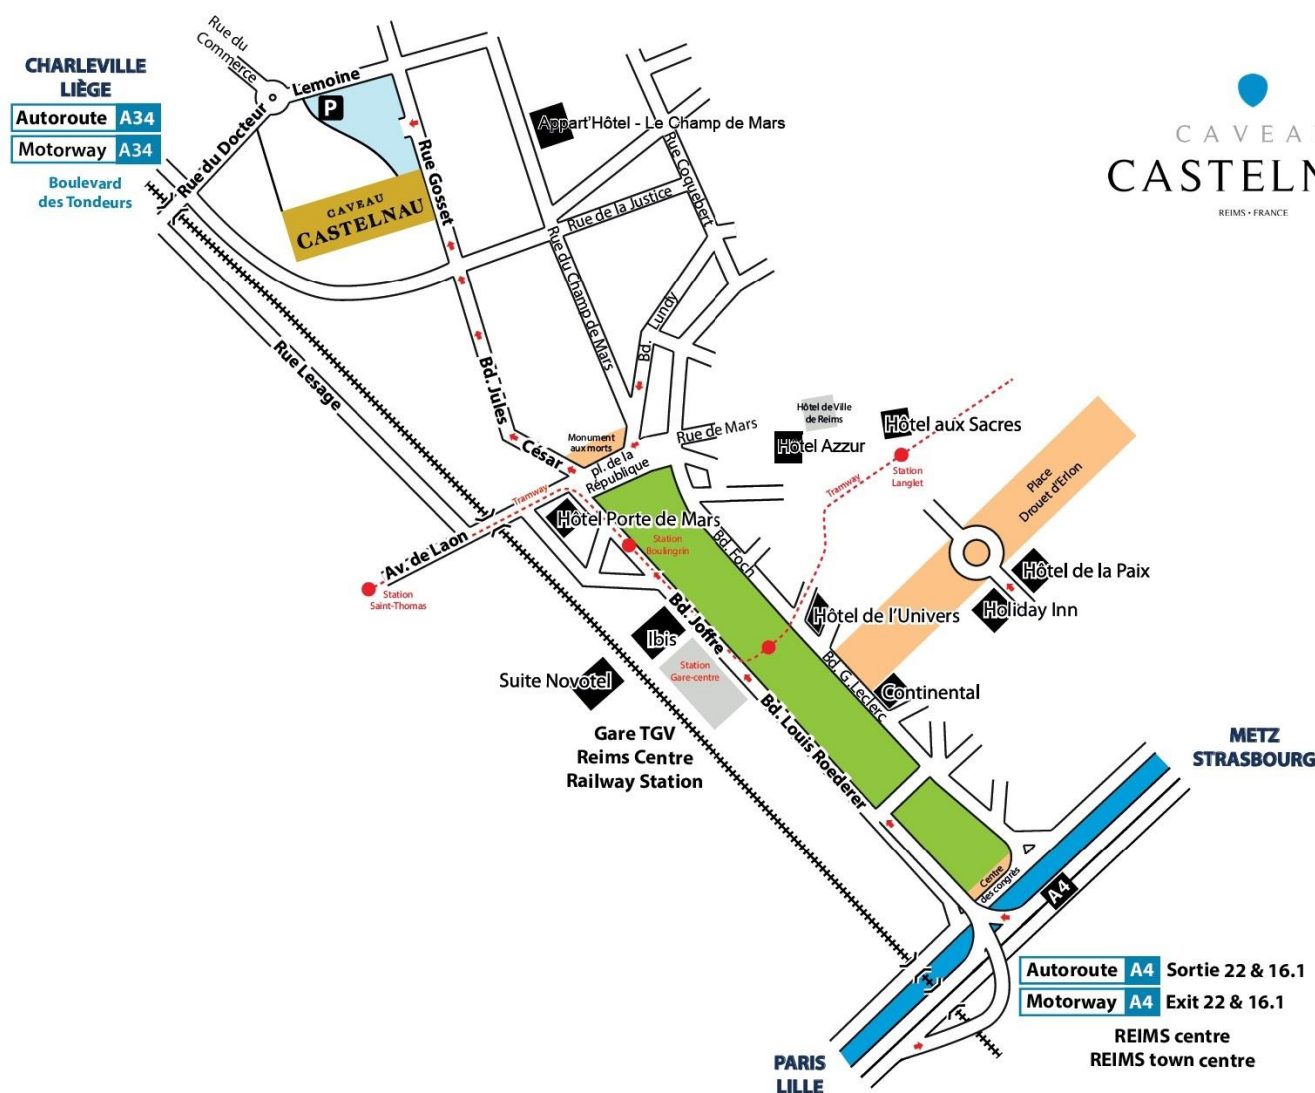 Rue du
Commerce
CHARLEVILLE
LIÈGE
Autoroute A34
Motorway A34
Boulevard
des Tondeurs
Rue du Docteur
Lemoine
P
CAVEAU
CASTELNAU
Rue Gosset
Appart'Hôtel - Le Champ de Mars
Rue Coquebert
Rue de la Justice
Rue du Champ de Mars
CAVEA
CASTELN
REIMS • FRANCE
Rue Lesage
Bd. Jules
César
Bd. Lundy
Monument
aux morts
pl. de la
République
Rue de Mars
Hôtel de Ville
de Reims
Hôtel Azzur
Hôtel aux Sacres
Station
Langlet
Tramway
Place
Drouet d'Erlon
Tramway
Av. de Laon
Station
Saint-Thomas
Hôtel Porte de Mars
Station
Boulingrin
Bd. Foch
Bd. Joffre
Hôtel de la Paix
Holiday Inn
Hôtel de l'Univers
Ibis
Station
Gare-centre
Suite Novotel
Bd. G.Leclerc
Continental
Bd. Louis Roederer
Gare TGV
Reims Centre
Railway Station
METZ
STRASBOURG
Centre
des congrès
A4
Autoroute A4 Sortie 22 & 16.1
Motorway A4 Exit 22 & 16.1
REIMS centre
REIMS town centre
PARIS
LILLE